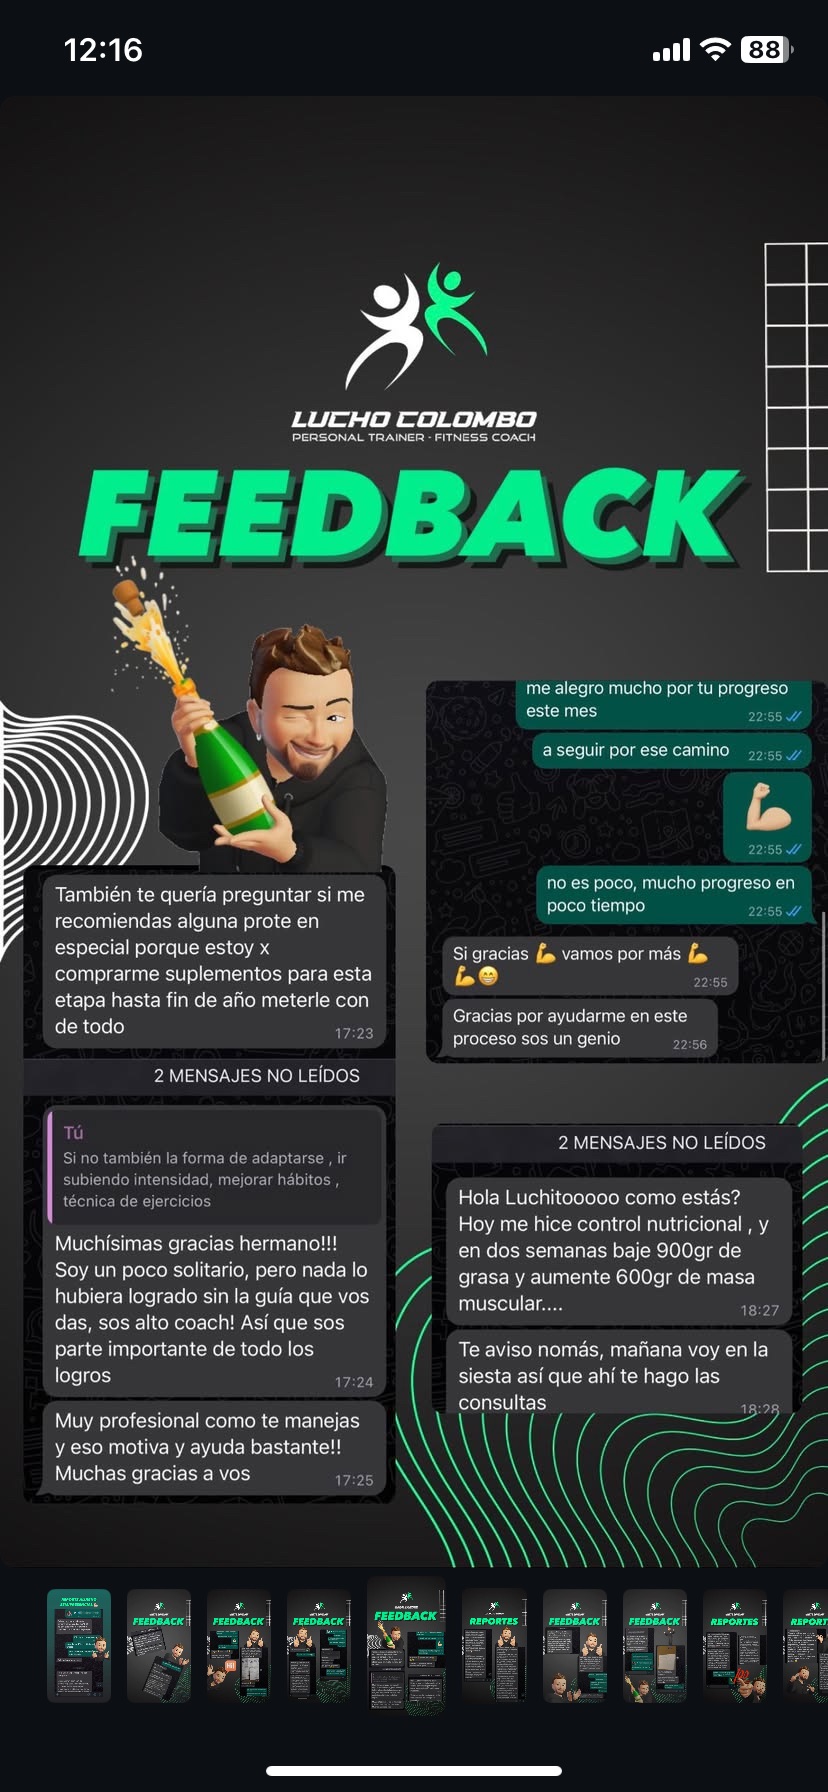 12:16
88
LUCHO COLOMBO
PERSONAL TRAINER - FITNESS COACH
FEEDBACK
También te quería preguntar si me
recomiendas alguna prote en
especial porque estoy x
comprarme suplementos para esta
etapa hasta fin de año meterle con
de todo
17:23
2 MENSAJES NO LEÍDOS
Tú
Si no también la forma de adaptarse , ir
subiendo intensidad, mejorar hábitos ,
técnica de ejercicios
Muchísimas gracias hermano!!!
Soy un poco solitario, pero nada lo
hubiera logrado sin la guía que vos
das, sos alto coach! Así que sos
parte importante de todo los
logros
17:24
Muy profesional como te manejas
y eso motiva y ayuda bastante!!
Muchas gracias a vos
17:25
me alegro mucho por tu progreso
este mes
22:55
a seguir por ese camino
22:55
💪🏼
22:55
no es poco, mucho progreso en
poco tiempo
22:55
Si gracias 💪 vamos por más 💪
💪😁
22:55
Gracias por ayudarme en este
proceso sos un genio
22:56
2 MENSAJES NO LEÍDOS
Hola Luchitooooo como estás?
Hoy me hice control nutricional , y
en dos semanas baje 900gr de
grasa y aumente 600gr de masa
muscular....
18:27
Te aviso nomás, mañana voy en la
siesta así que ahí te hago las
consultas
18:28
FEEDBACK
FEEDBACK
FEEDBACK
FEEDBACK
REPORTES
FEEDBACK
FEEDBACK
REPORTES
REPORT